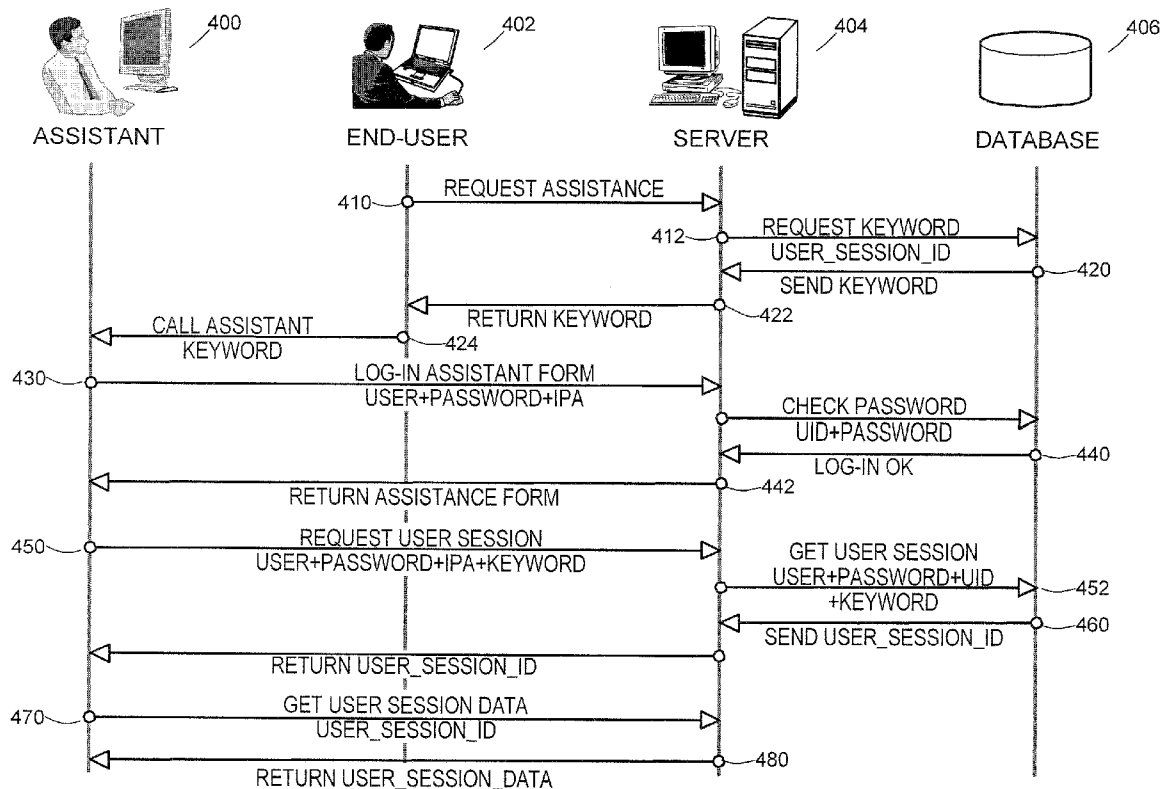 400
402
404
406
ASSISTANT
END-USER
SERVER
DATABASE
REQUEST ASSISTANCE
410
412
REQUEST KEYWORD
USER_SESSION_ID
420
SEND KEYWORD
RETURN KEYWORD
422
CALL ASSISTANT
KEYWORD
424
430
LOG-IN ASSISTANT FORM
USER+PASSWORD+IPA
CHECK PASSWORD
UID+PASSWORD
440
LOG-IN OK
RETURN ASSISTANCE FORM
442
450
REQUEST USER SESSION
USER+PASSWORD+IPA+KEYWORD
GET USER SESSION
USER+PASSWORD+UID
+KEYWORD
452
SEND USER_SESSION_ID
460
RETURN USER_SESSION_ID
470
GET USER SESSION DATA
USER_SESSION_ID
480
RETURN USER_SESSION_DATA